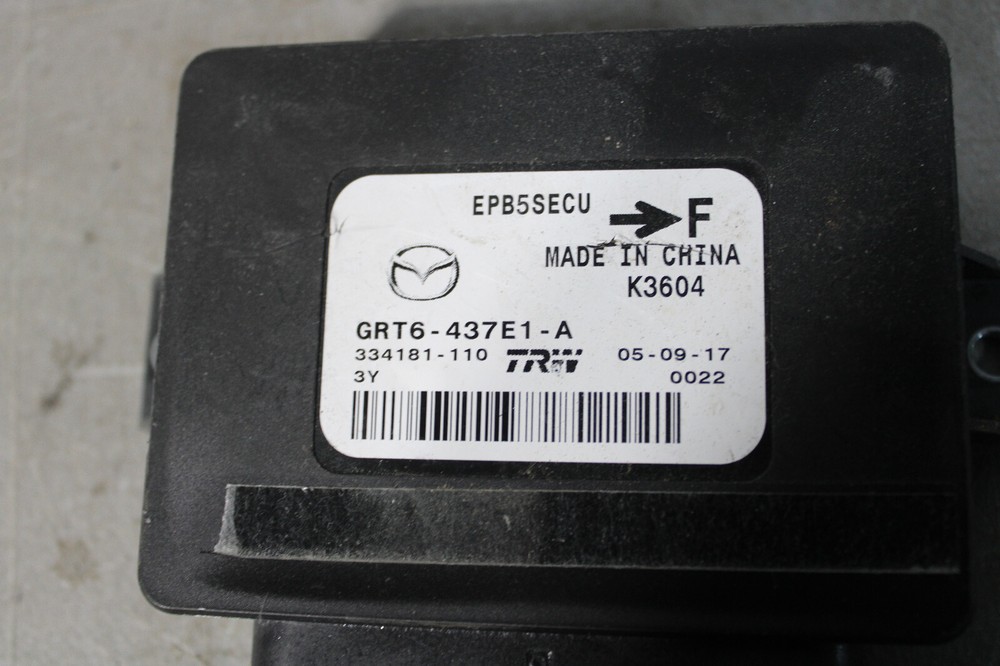 EPB5SECU
→F
MADE IN CHINA
K3604
GRT6-437E1-A
334181-110 TRW 05-09-17
3Y 0022